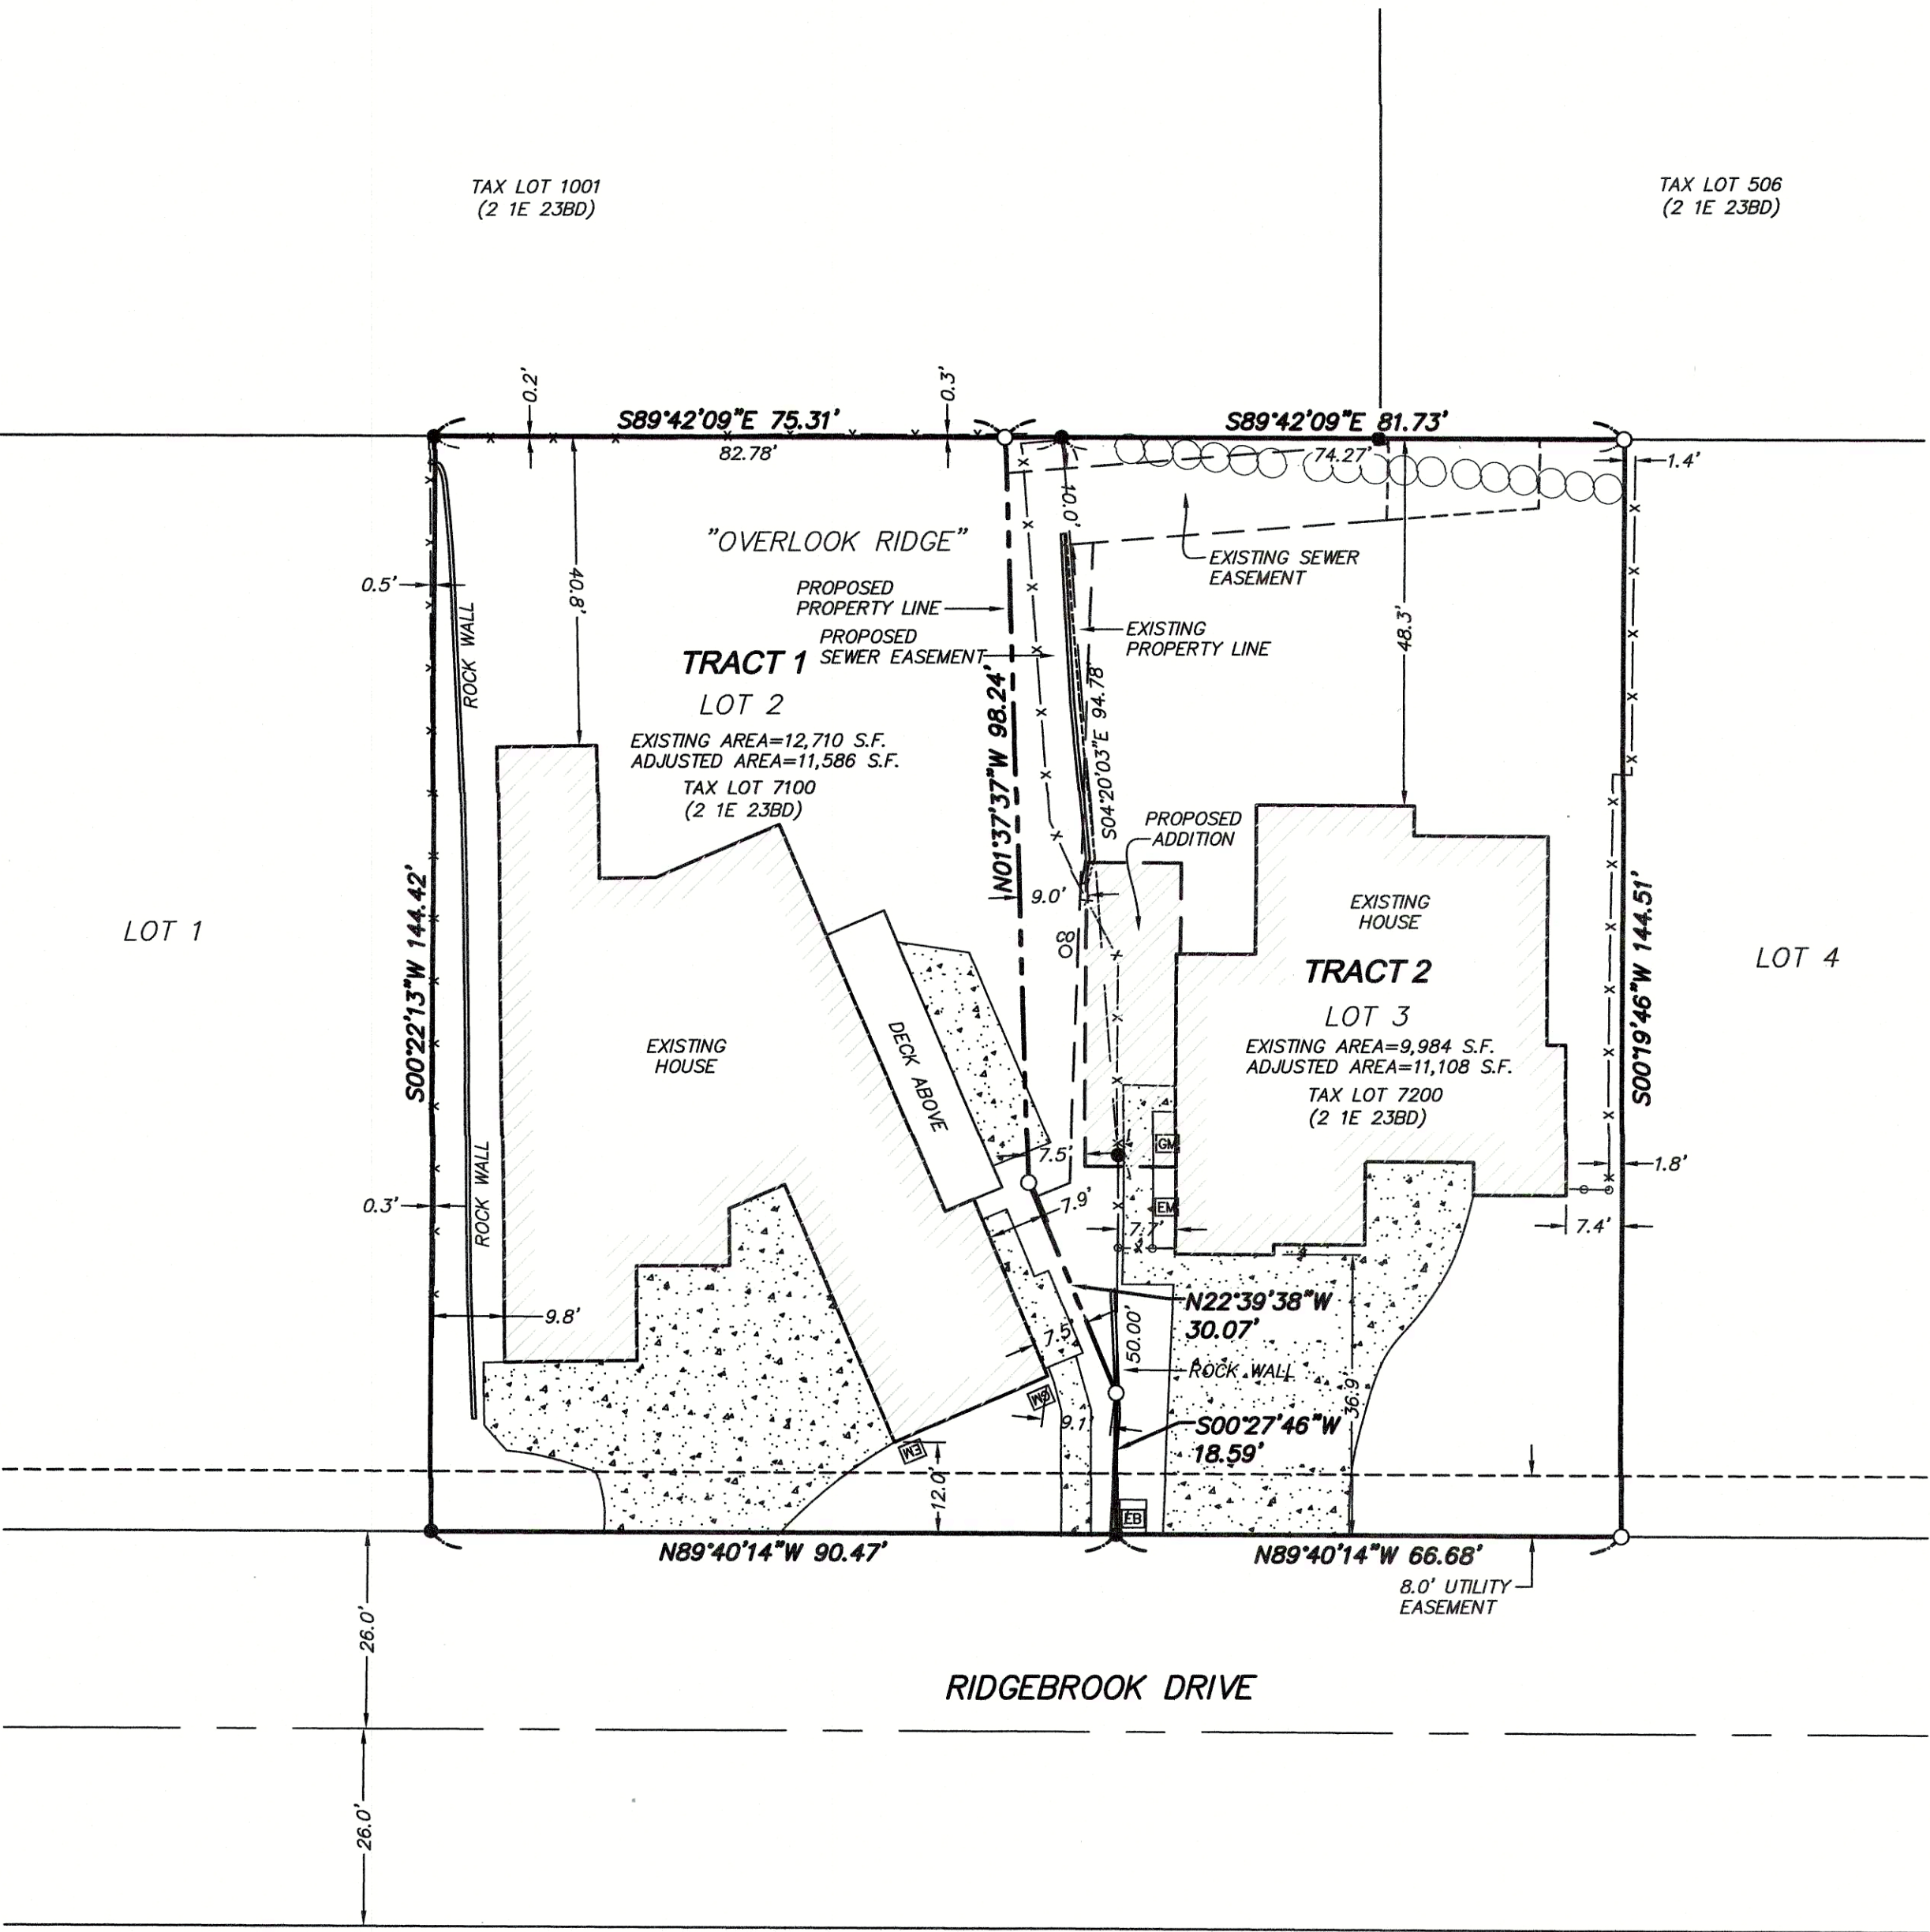 TAX LOT 1001
(2 1E 23BD)
TAX LOT 506
(2 1E 23BD)
0.2'
0.3'
S89°42'09"E 75.31'
S89°42'09"E 81.73'
82.78'
74.27'
1.4'
10.0'
"OVERLOOK RIDGE"
40.8'
0.5'
ROCK WALL
PROPOSED
PROPERTY LINE
PROPOSED
SEWER EASEMENT
EXISTING SEWER
EASEMENT
EXISTING
PROPERTY LINE
48.3'
TRACT 1
LOT 2
EXISTING AREA=12,710 S.F.
ADJUSTED AREA=11,586 S.F.
TAX LOT 7100
(2 1E 23BD)
N01°37'37"W 98.24'
S04°20'03"E 94.78'
PROPOSED
ADDITION
9.0'
CO
EXISTING
HOUSE
TRACT 2
LOT 3
EXISTING AREA=9,984 S.F.
ADJUSTED AREA=11,108 S.F.
TAX LOT 7200
(2 1E 23BD)
LOT 1
S00°22'13"W 144.42'
EXISTING
HOUSE
DECK ABOVE
S00°19'46"W 144.51'
LOT 4
GM
7.5'
1.8'
0.3'
ROCK WALL
7.9'
EM
7.7'
7.4'
9.8'
N22°39'38"W
30.07'
7.5'
50.00'
ROCK WALL
36.9'
GM
9.1'
S00°27'46"W
18.59'
EM
12.0'
EB
N89°40'14"W 90.47'
N89°40'14"W 66.68'
8.0' UTILITY
EASEMENT
26.0'
RIDGEBROOK DRIVE
26.0'